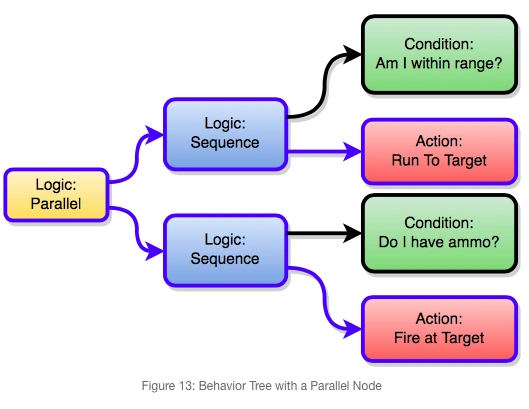 Condition:
Am I within range?
Logic:
Sequence
Action:
Run To Target
Logic:
Parallel
Condition:
Do I have ammo?
Logic:
Sequence
Action:
Fire at Target
Figure 13: Behavior Tree with a Parallel Node